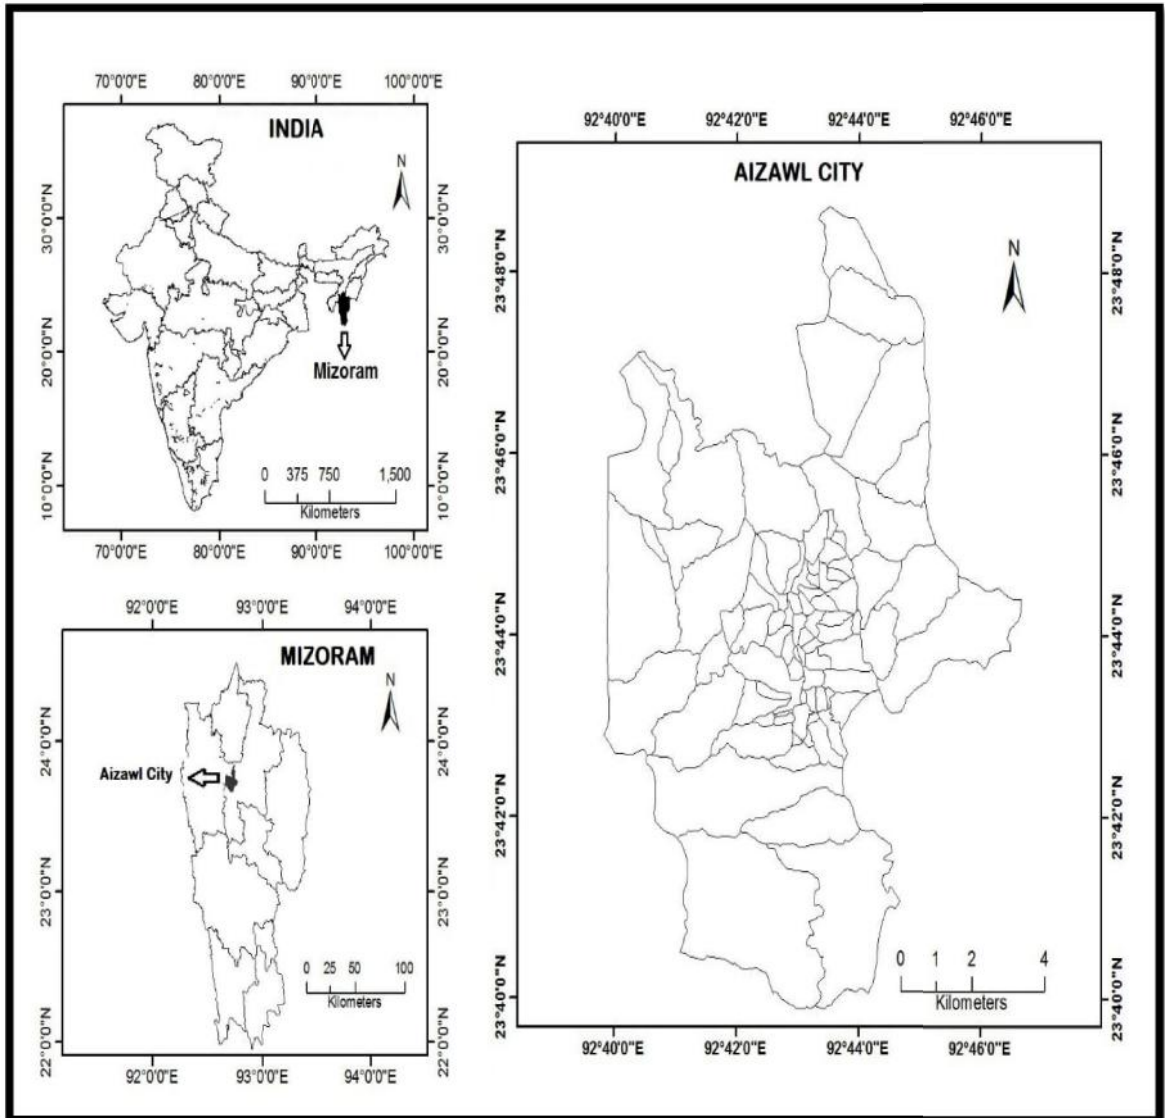 70°0'0"E 80°0'0"E 90°0'0"E 100°0'0"E
INDIA
N
30°0'0"N
20°0'0"N
10°0'0"N
30°0'0"N
20°0'0"N
10°0'0"N
Mizoram
0 375 750 1,500
Kilometers
70°0'0"E 80°0'0"E 90°0'0"E 100°0'0"E
92°0'0"E 93°0'0"E 94°0'0"E
MIZORAM
N
24°0'0"N
23°0'0"N
22°0'0"N
24°0'0"N
23°0'0"N
22°0'0"N
Aizawl City
0 25 50 100
Kilometers
92°0'0"E 93°0'0"E 94°0'0"E
92°40'0"E 92°42'0"E 92°44'0"E 92°46'0"E
AIZAWL CITY
N
23°48'0"N
23°46'0"N
23°44'0"N
23°42'0"N
23°40'0"N
23°48'0"N
23°46'0"N
23°44'0"N
23°42'0"N
23°40'0"N
0 1 2 4
Kilometers
92°40'0"E 92°42'0"E 92°44'0"E 92°46'0"E